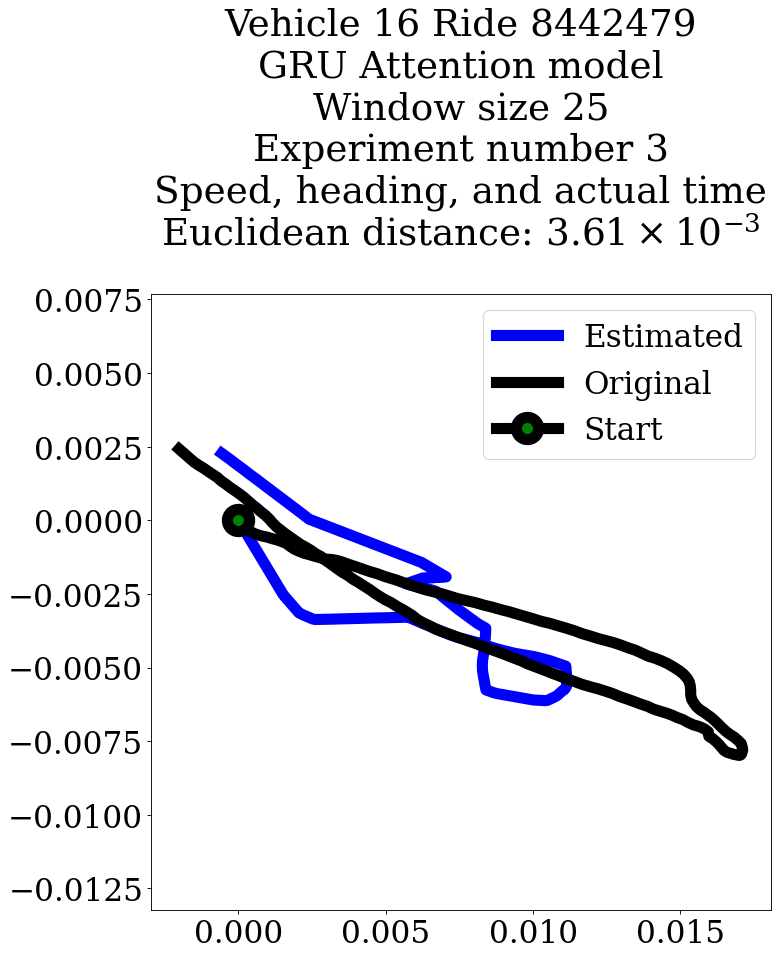 Vehicle 16 Ride 8442479
GRU Attention model
Window size 25
Experiment number 3
Speed, heading, and actual time
Euclidean distance: 3.61 × 10⁻³
Estimated
Original
Start
0.0075
0.0050
0.0025
0.0000
−0.0025
−0.0050
−0.0075
−0.0100
−0.0125
0.000 0.005 0.010 0.015